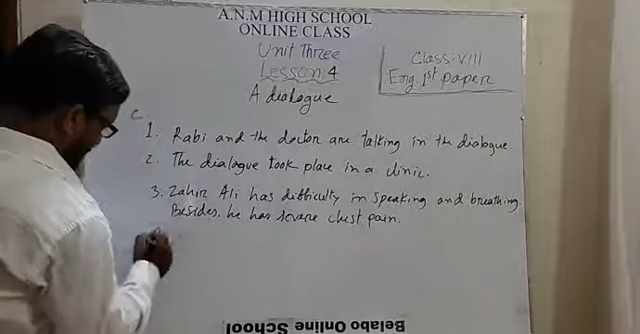 A.N.M HIGH SCHOOL
ONLINE CLASS
Unit Three
Lesson 4
A dialogue
Class-VIII
Eng. 1st paper
C.
1. Rabi and the doctor are talking in the dialogue.
2. The dialogue took place in a clinic.
3. Zahir Ali has difficulty in speaking and breathing.
Besides, he has severe chest pain.
Belabo Online School